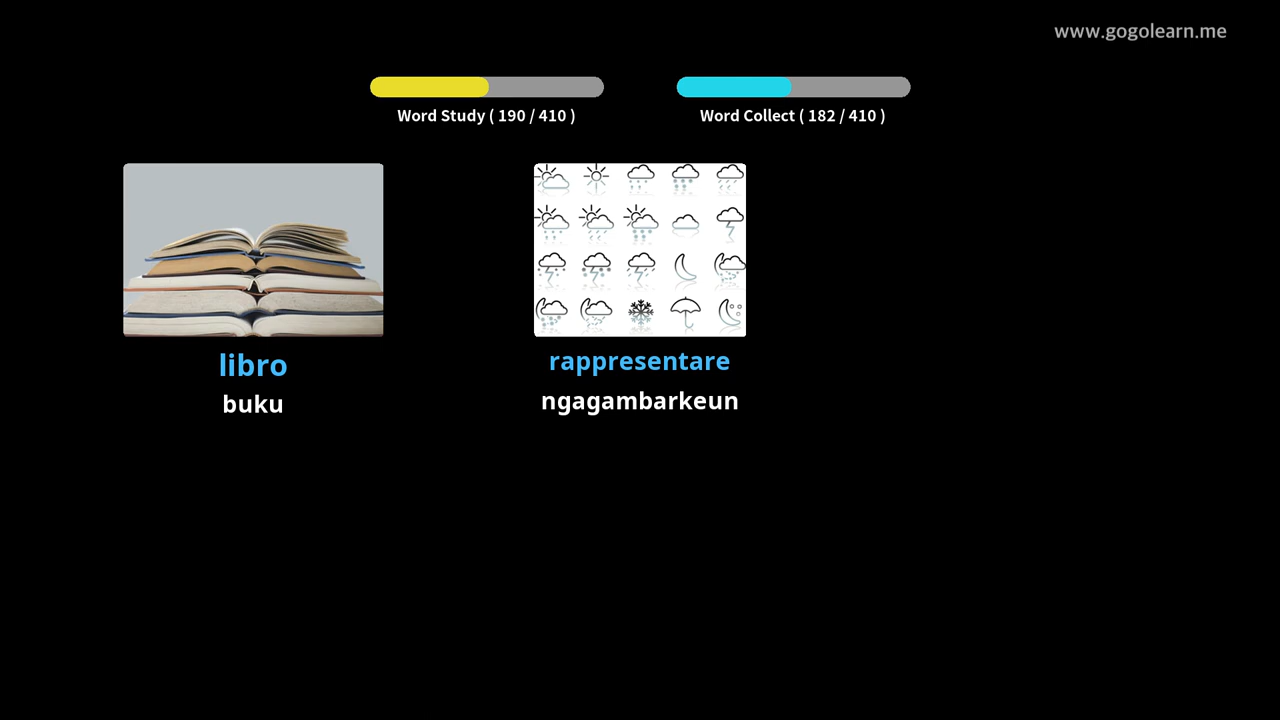 www.gogolearn.me
Word Study ( 190 / 410 )
Word Collect ( 182 / 410 )
libro
buku
rappresentare
ngagambarkeun